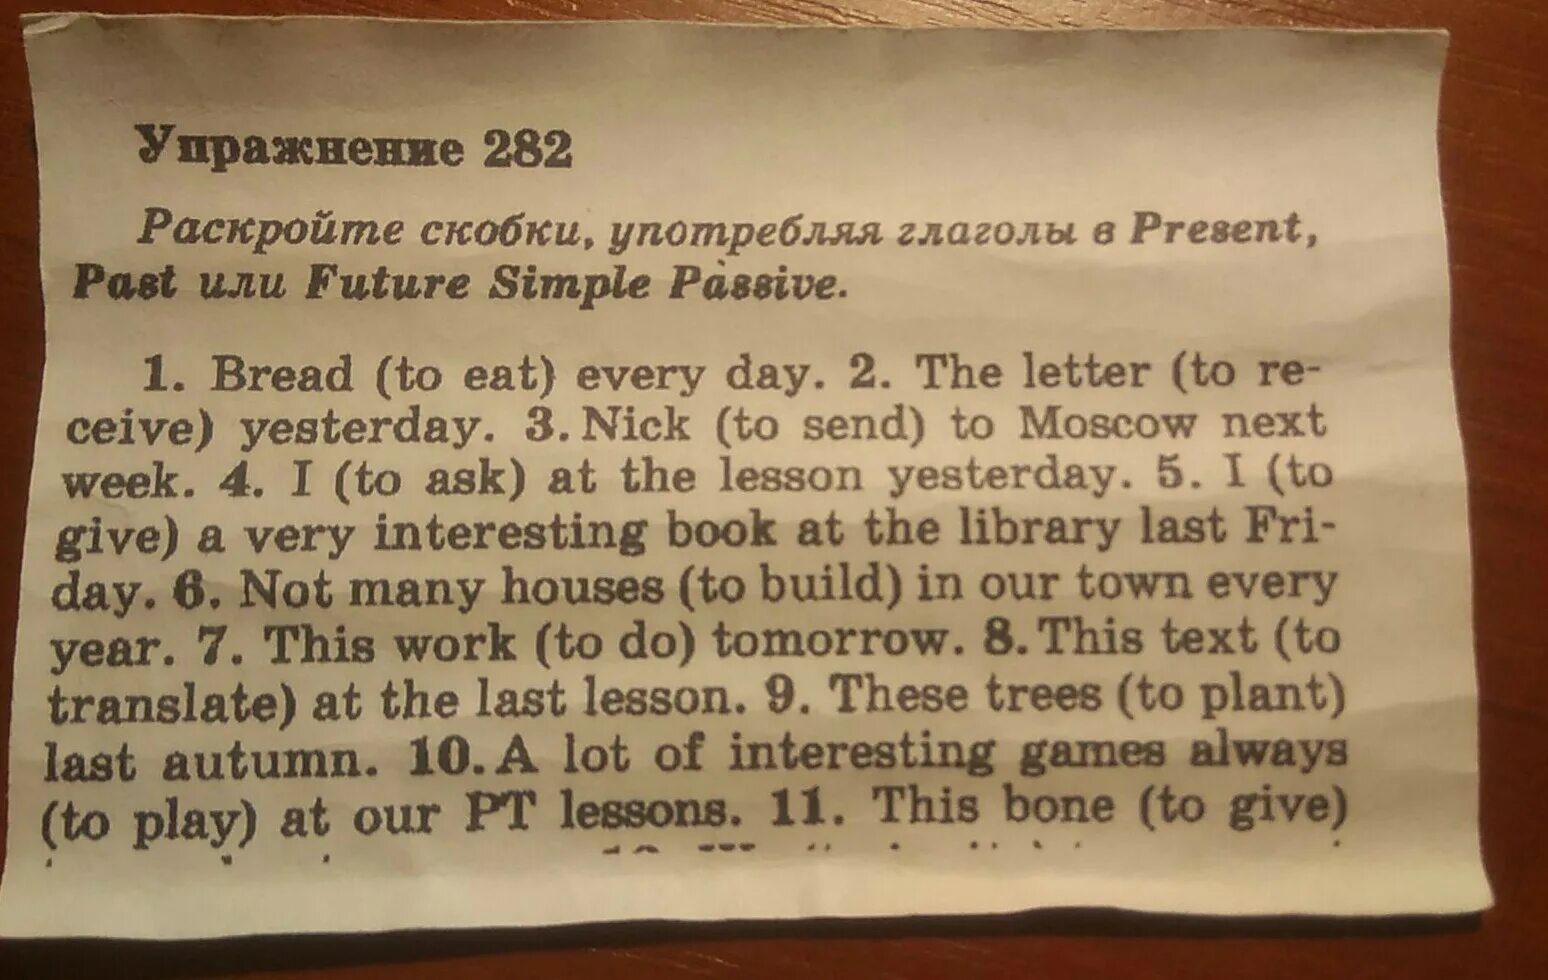 Упражнение 282
Раскройте скобки, употребляя глаголы в Present,
Past или Future Simple Passive.
1. Bread (to eat) every day. 2. The letter (to re-
ceive) yesterday. 3. Nick (to send) to Moscow next
week. 4. I (to ask) at the lesson yesterday. 5. I (to
give) a very interesting book at the library last Fri-
day. 6. Not many houses (to build) in our town every
year. 7. This work (to do) tomorrow. 8. This text (to
translate) at the last lesson. 9. These trees (to plant)
last autumn. 10. A lot of interesting games always
(to play) at our PT lessons. 11. This bone (to give)